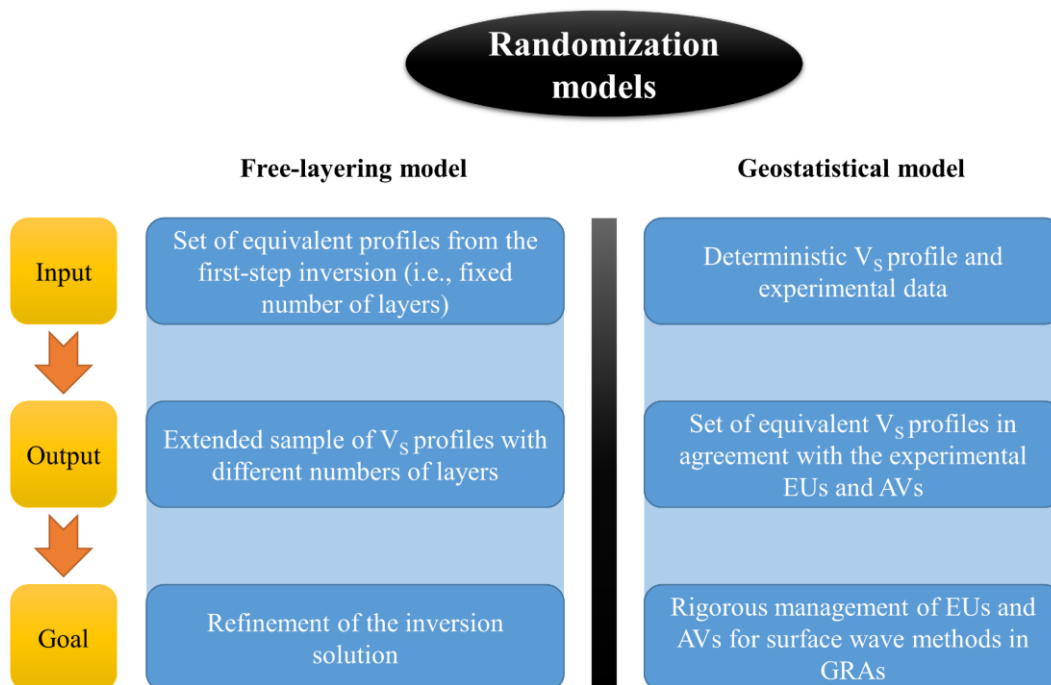 Randomization
models
Free-layering model
Geostatistical model
Input
Set of equivalent profiles from the
first-step inversion (i.e., fixed
number of layers)
Deterministic VS profile and
experimental data
Output
Extended sample of VS profiles with
different numbers of layers
Set of equivalent VS profiles in
agreement with the experimental
EUs and AVs
Goal
Refinement of the inversion
solution
Rigorous management of EUs and
AVs for surface wave methods in
GRAs